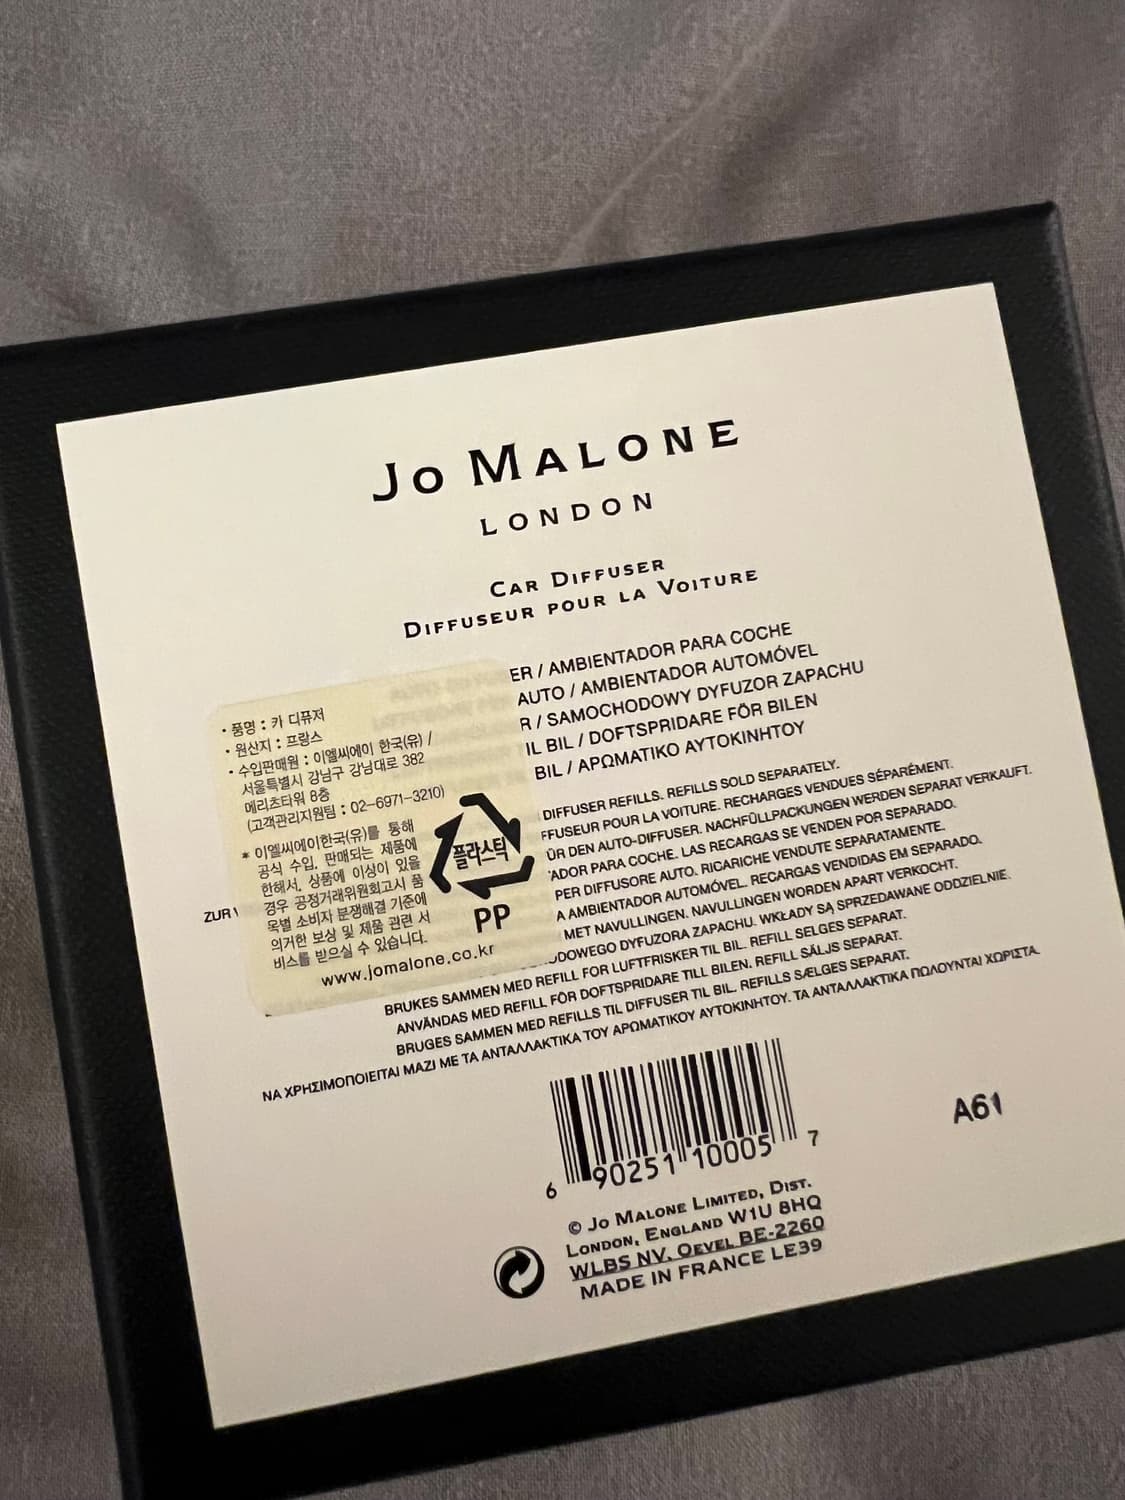 JO MALONE
LONDON
CAR DIFFUSER
DIFFUSEUR POUR LA VOITURE
ER / AMBIENTADOR PARA COCHE
AUTO / AMBIENTADOR AUTOMÓVEL
R / SAMOCHODOWY DYFUZOR ZAPACHU
IL BIL / DOFTSPRIDARE FÖR BILEN
BIL / ΑΡΩΜΑΤΙΚΟ ΑΥΤΟΚΙΝΗΤΟΥ
• 품명 : 카 디퓨저
• 원산지 : 프랑스
• 수입판매원 : 이엘씨에이 한국(유) /
서울특별시 강남구 강남대로 382
메리츠타워 8층
(고객관리지원팀 : 02-6971-3210)
* 이엘씨에이한국(유)를 통해
공식 수입, 판매되는 제품에
한해서, 상품에 이상이 있을
경우 공정거래위원회고시 품
목별 소비자 분쟁해결 기준에
의거한 보상 및 제품 관련 서
비스를 받으실 수 있습니다.
www.jomalone.co.kr
플라스틱
PP
DIFFUSER REFILLS. REFILLS SOLD SEPARATELY.
FFUSEUR POUR LA VOITURE. RECHARGES VENDUES SÉPARÉMENT.
ZUR
ÜR DEN AUTO-DIFFUSER. NACHFÜLLPACKUNGEN WERDEN SEPARAT VERKAUFT.
ADOR PARA COCHE. LAS RECARGAS SE VENDEN POR SEPARADO.
PER DIFFUSORE AUTO. RICARICHE VENDUTE SEPARATAMENTE.
A AMBIENTADOR AUTOMÓVEL. RECARGAS VENDIDAS EM SEPARADO.
MET NAVULLINGEN. NAVULLINGEN WORDEN APART VERKOCHT.
DOWEGO DYFUZORA ZAPACHU. WKŁADY SĄ SPRZEDAWANE ODDZIELNIE.
BRUKES SAMMEN MED REFILL FOR LUFTFRISKER TIL BIL. REFILL SELGES SEPARAT.
ANVÄNDAS MED REFILL FÖR DOFTSPRIDARE TILL BILEN. REFILL SÄLJS SEPARAT.
BRUGES SAMMEN MED REFILLS TIL DIFFUSER TIL BIL. REFILLS SÆLGES SEPARAT.
ΝΑ ΧΡΗΣΙΜΟΠΟΙΕΙΤΑΙ ΜΑΖΙ ΜΕ ΤΑ ΑΝΤΑΛΛΑΚΤΙΚΑ ΤΟΥ ΑΡΩΜΑΤΙΚΟΥ ΑΥΤΟΚΙΝΗΤΟΥ. ΤΑ ΑΝΤΑΛΛΑΚΤΙΚΑ ΠΩΛΟΥΝΤΑΙ ΧΩΡΙΣΤΑ.
6 90251 10005 7
A61
© JO MALONE LIMITED, DIST.
LONDON, ENGLAND W1U 8HQ
WLBS NV. OEVEL BE-2260
MADE IN FRANCE LE39